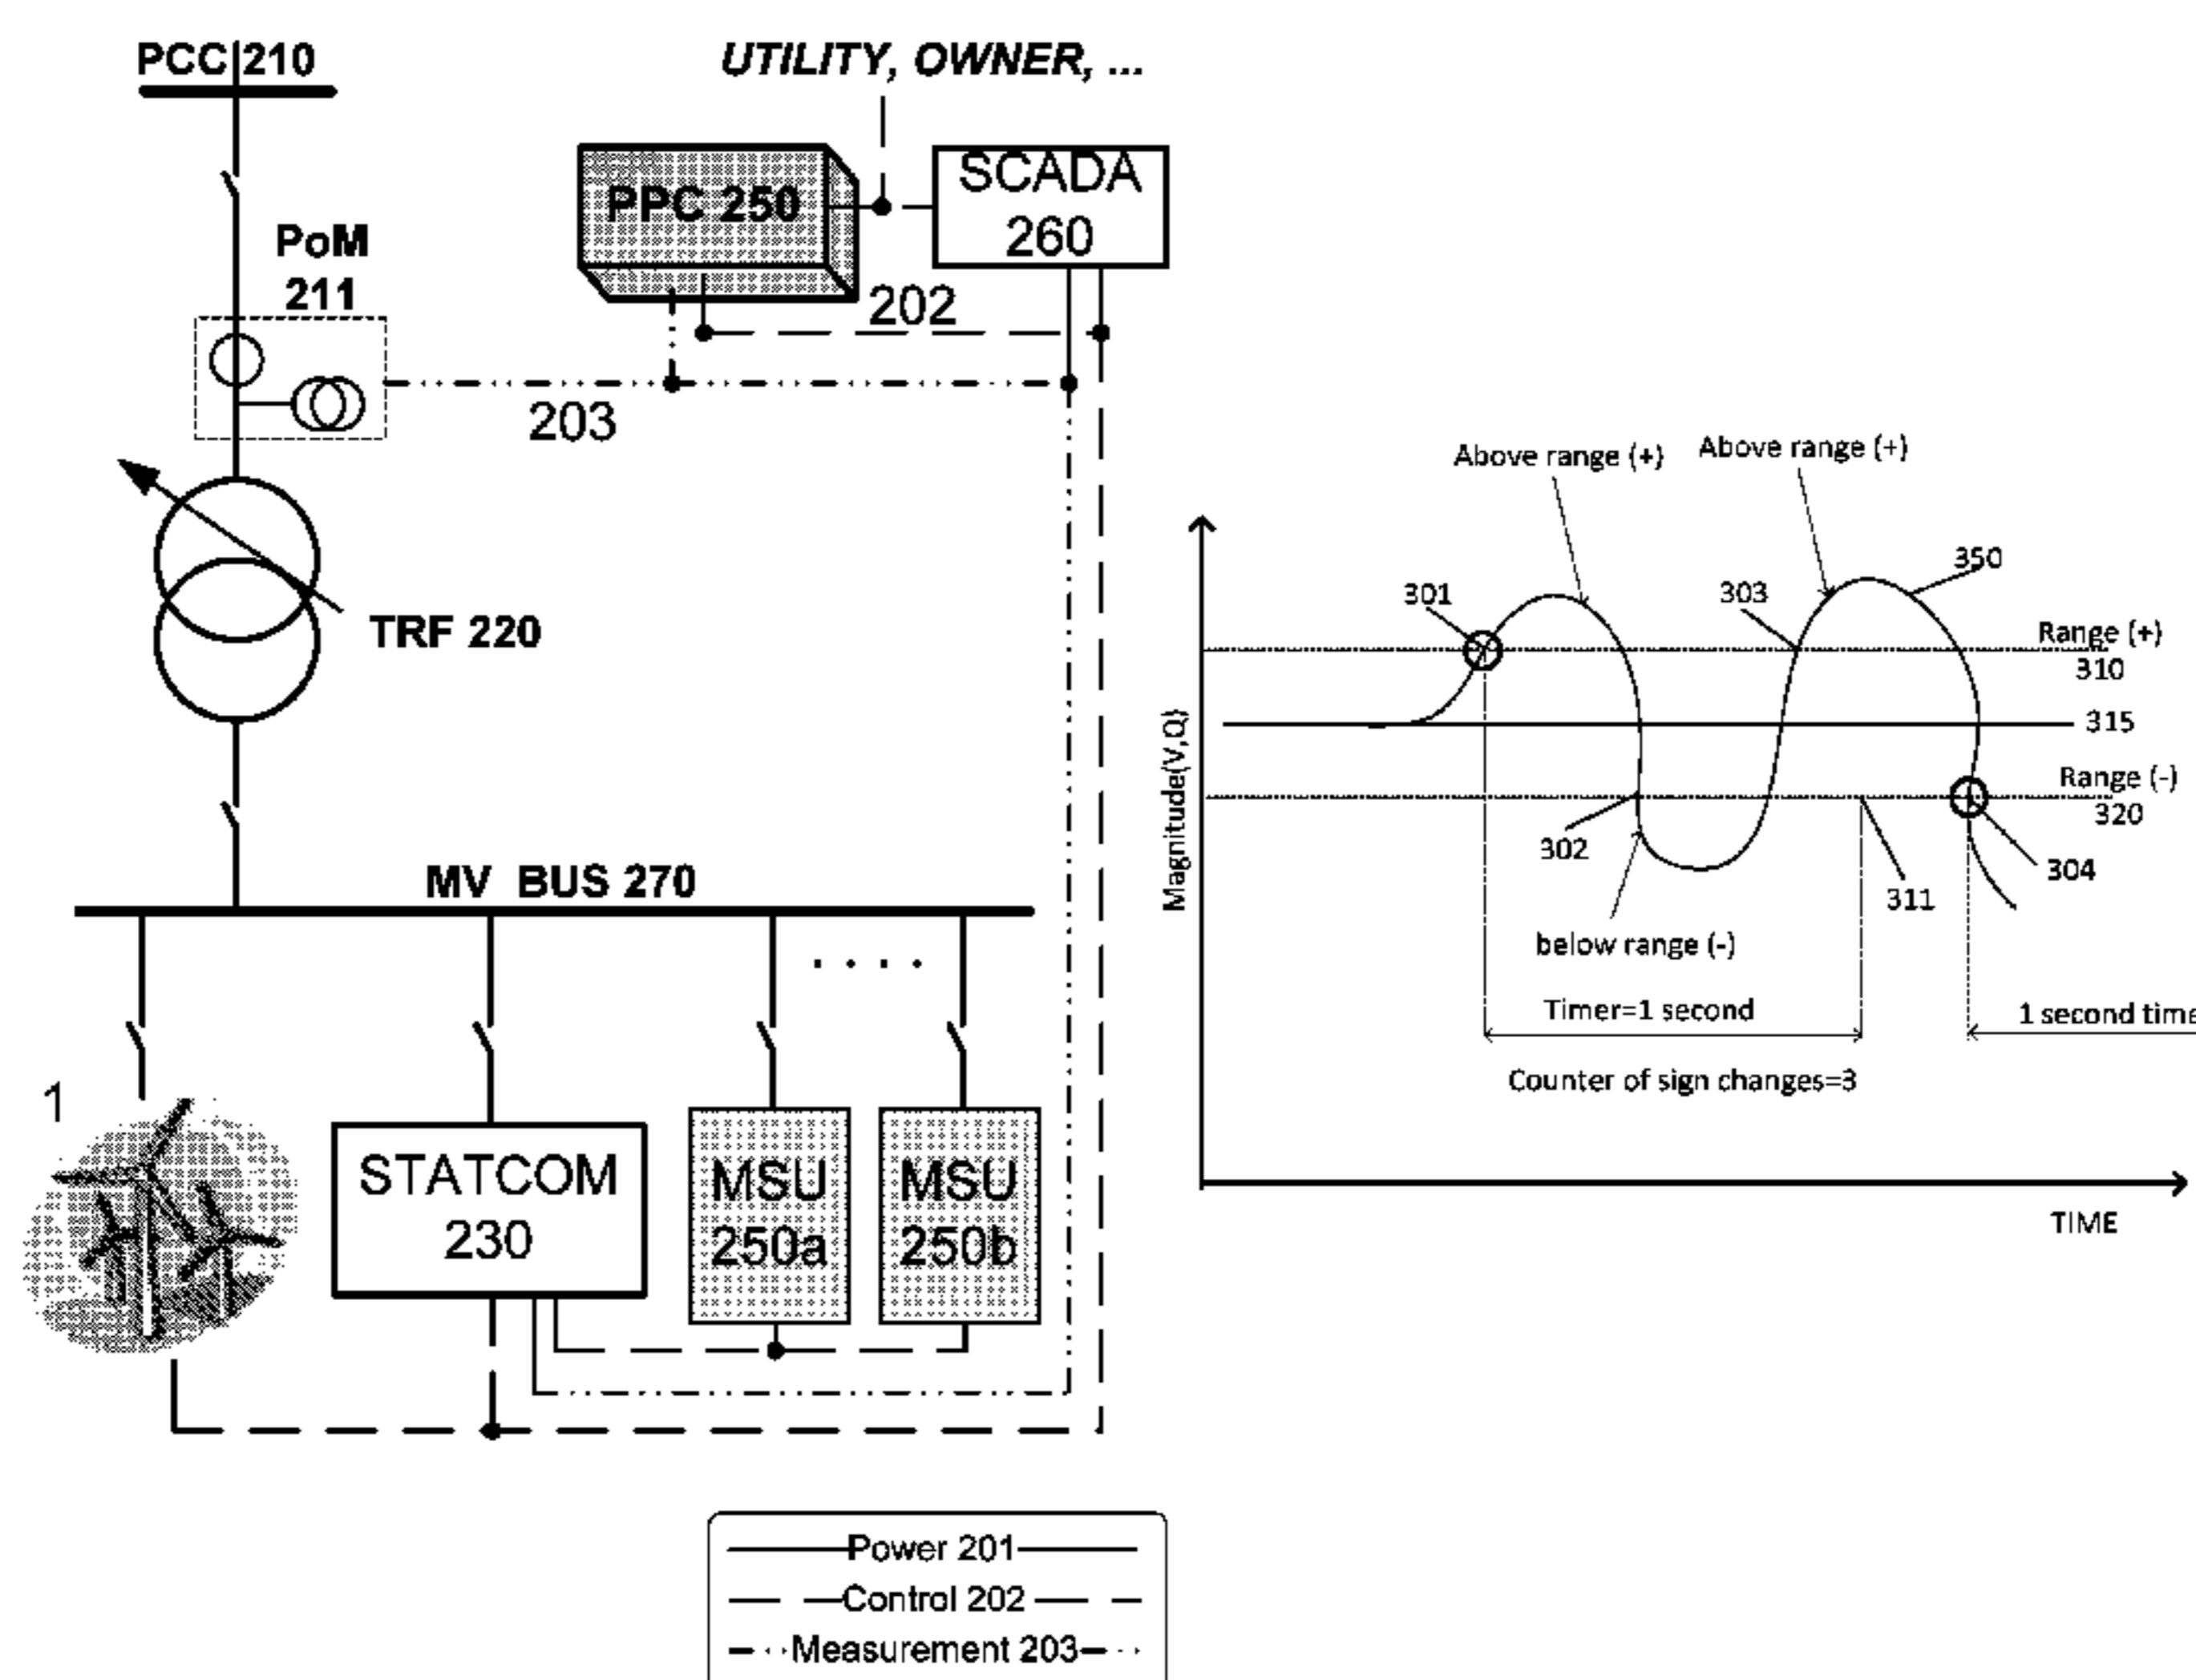 PCC 210
UTILITY, OWNER, ...
PPC 250
SCADA
260
PoM
211
202
203
TRF 220
MV BUS 270
1
STATCOM
230
MSU
250a
MSU
250b
Power 201
Control 202
Measurement 203
Above range (+)
Above range (+)
301
303
350
Range (+)
310
315
Range (-)
320
302
304
311
below range (-)
Magnitude(V,Q)
Timer=1 second
1 second time
Counter of sign changes=3
TIME